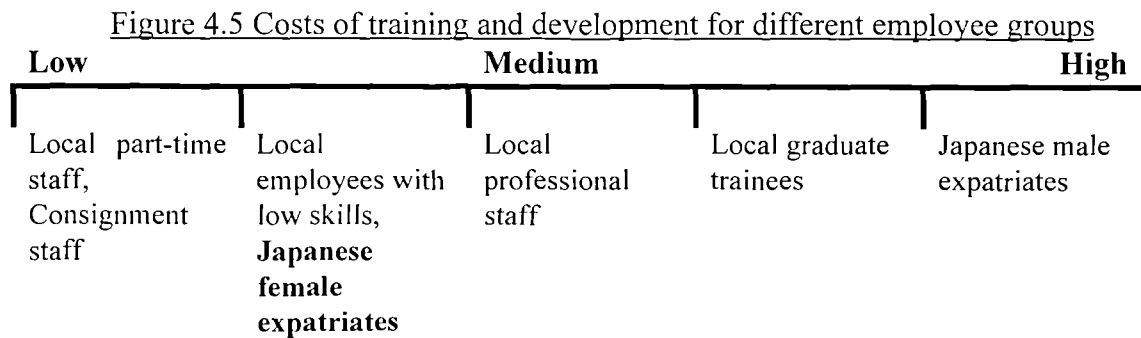 Figure 4.5 Costs of training and development for different employee groups
Low Medium High
Local part-time staff, Consignment staff
Local employees with low skills, Japanese female expatriates
Local professional staff
Local graduate trainees
Japanese male expatriates